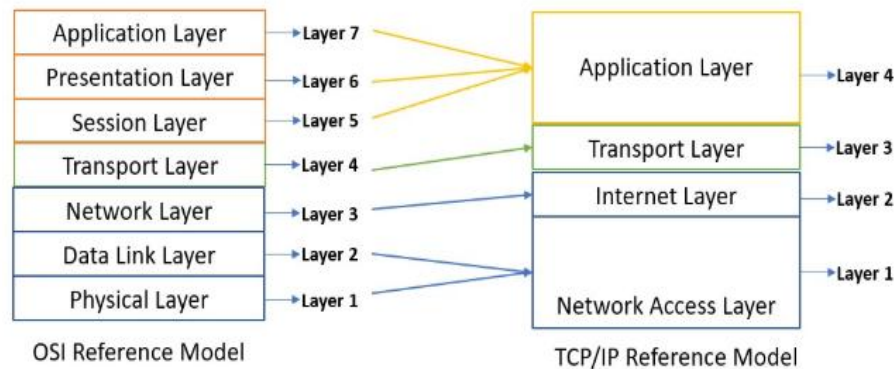 Application Layer
Layer 7
Presentation Layer
Layer 6
Session Layer
Layer 5
Transport Layer
Layer 4
Network Layer
Layer 3
Data Link Layer
Layer 2
Physical Layer
Layer 1
OSI Reference Model
Application Layer
Layer 4
Transport Layer
Layer 3
Internet Layer
Layer 2
Layer 1
Network Access Layer
TCP/IP Reference Model